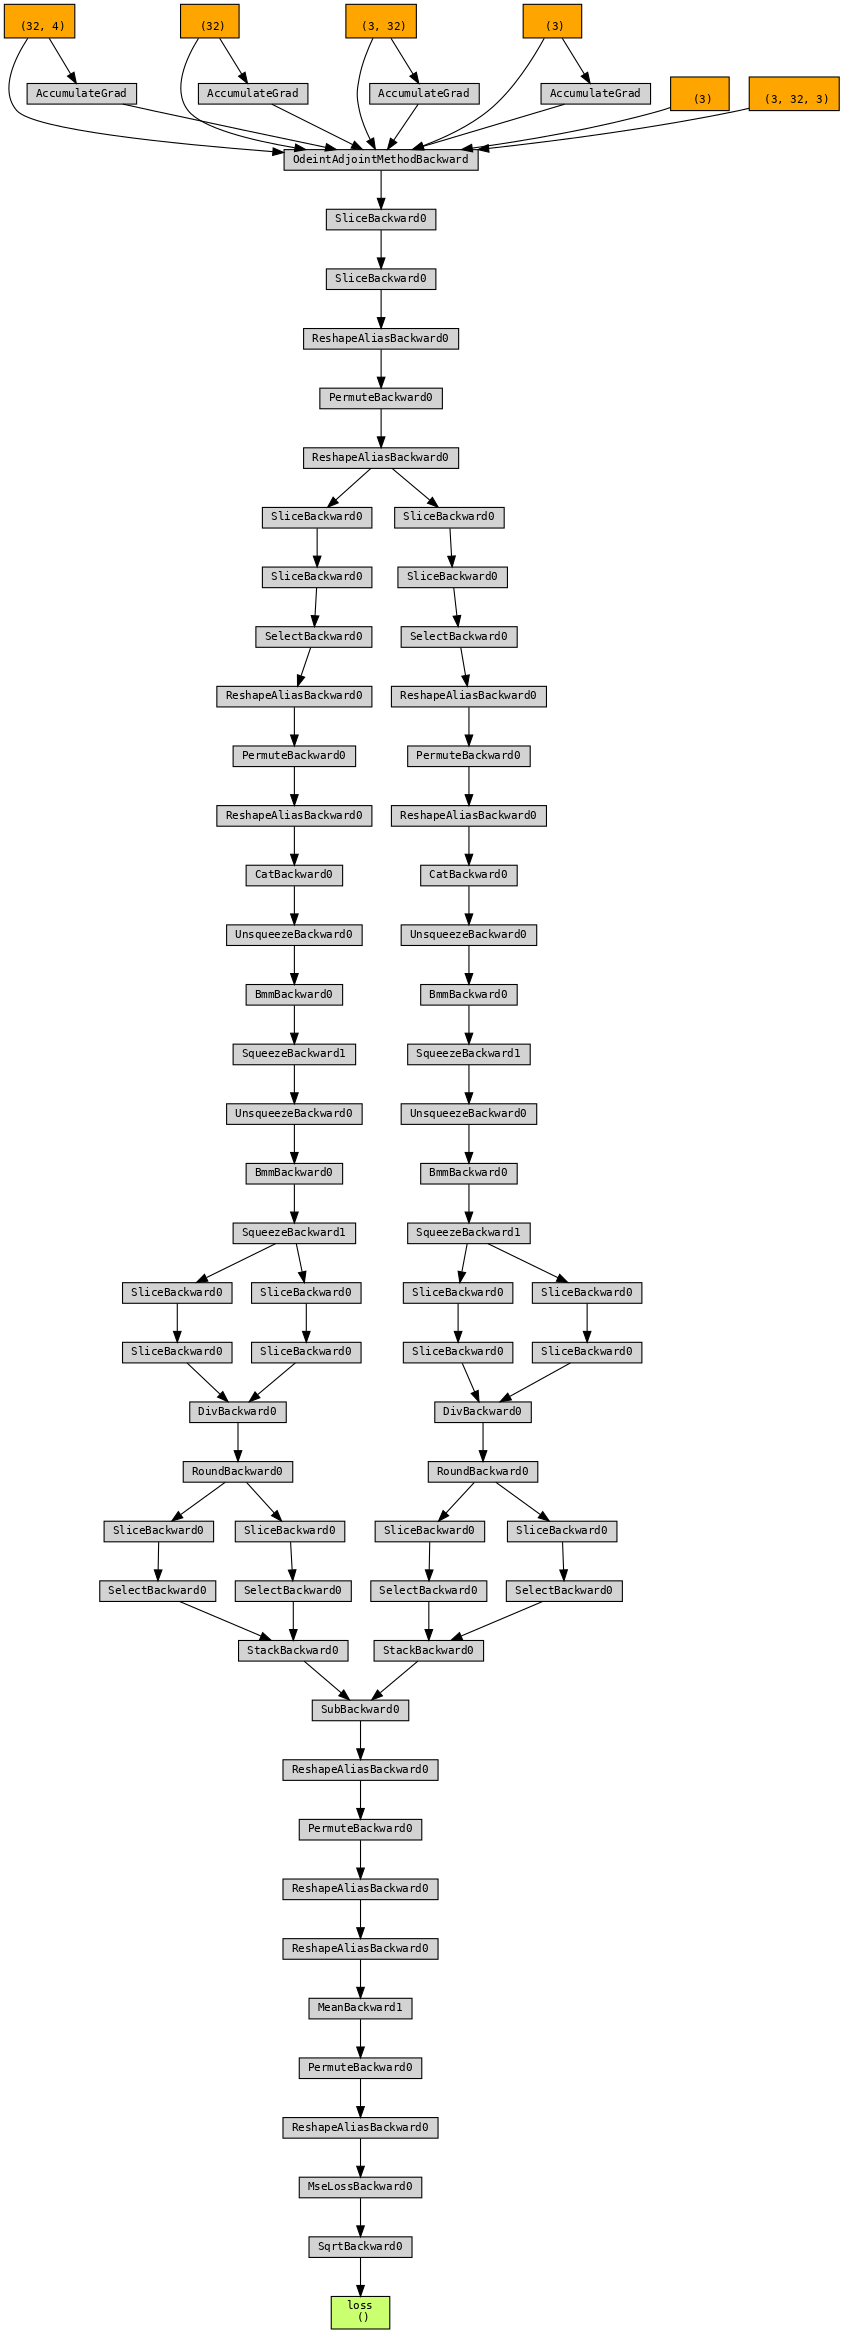 (32, 4)
(32)
(3, 32)
(3)
AccumulateGrad
AccumulateGrad
AccumulateGrad
AccumulateGrad
(3)
(3, 32, 3)
OdeintAdjointMethodBackward
SliceBackward0
SliceBackward0
ReshapeAliasBackward0
PermuteBackward0
ReshapeAliasBackward0
SliceBackward0
SliceBackward0
SliceBackward0
SliceBackward0
SelectBackward0
SelectBackward0
ReshapeAliasBackward0
ReshapeAliasBackward0
PermuteBackward0
PermuteBackward0
ReshapeAliasBackward0
ReshapeAliasBackward0
CatBackward0
CatBackward0
UnsqueezeBackward0
UnsqueezeBackward0
BmmBackward0
BmmBackward0
SqueezeBackward1
SqueezeBackward1
UnsqueezeBackward0
UnsqueezeBackward0
BmmBackward0
BmmBackward0
SqueezeBackward1
SqueezeBackward1
SliceBackward0
SliceBackward0
SliceBackward0
SliceBackward0
SliceBackward0
SliceBackward0
SliceBackward0
SliceBackward0
DivBackward0
DivBackward0
RoundBackward0
RoundBackward0
SliceBackward0
SliceBackward0
SliceBackward0
SliceBackward0
SelectBackward0
SelectBackward0
SelectBackward0
SelectBackward0
StackBackward0
StackBackward0
SubBackward0
ReshapeAliasBackward0
PermuteBackward0
ReshapeAliasBackward0
ReshapeAliasBackward0
MeanBackward1
PermuteBackward0
ReshapeAliasBackward0
MseLossBackward0
SqrtBackward0
loss
()